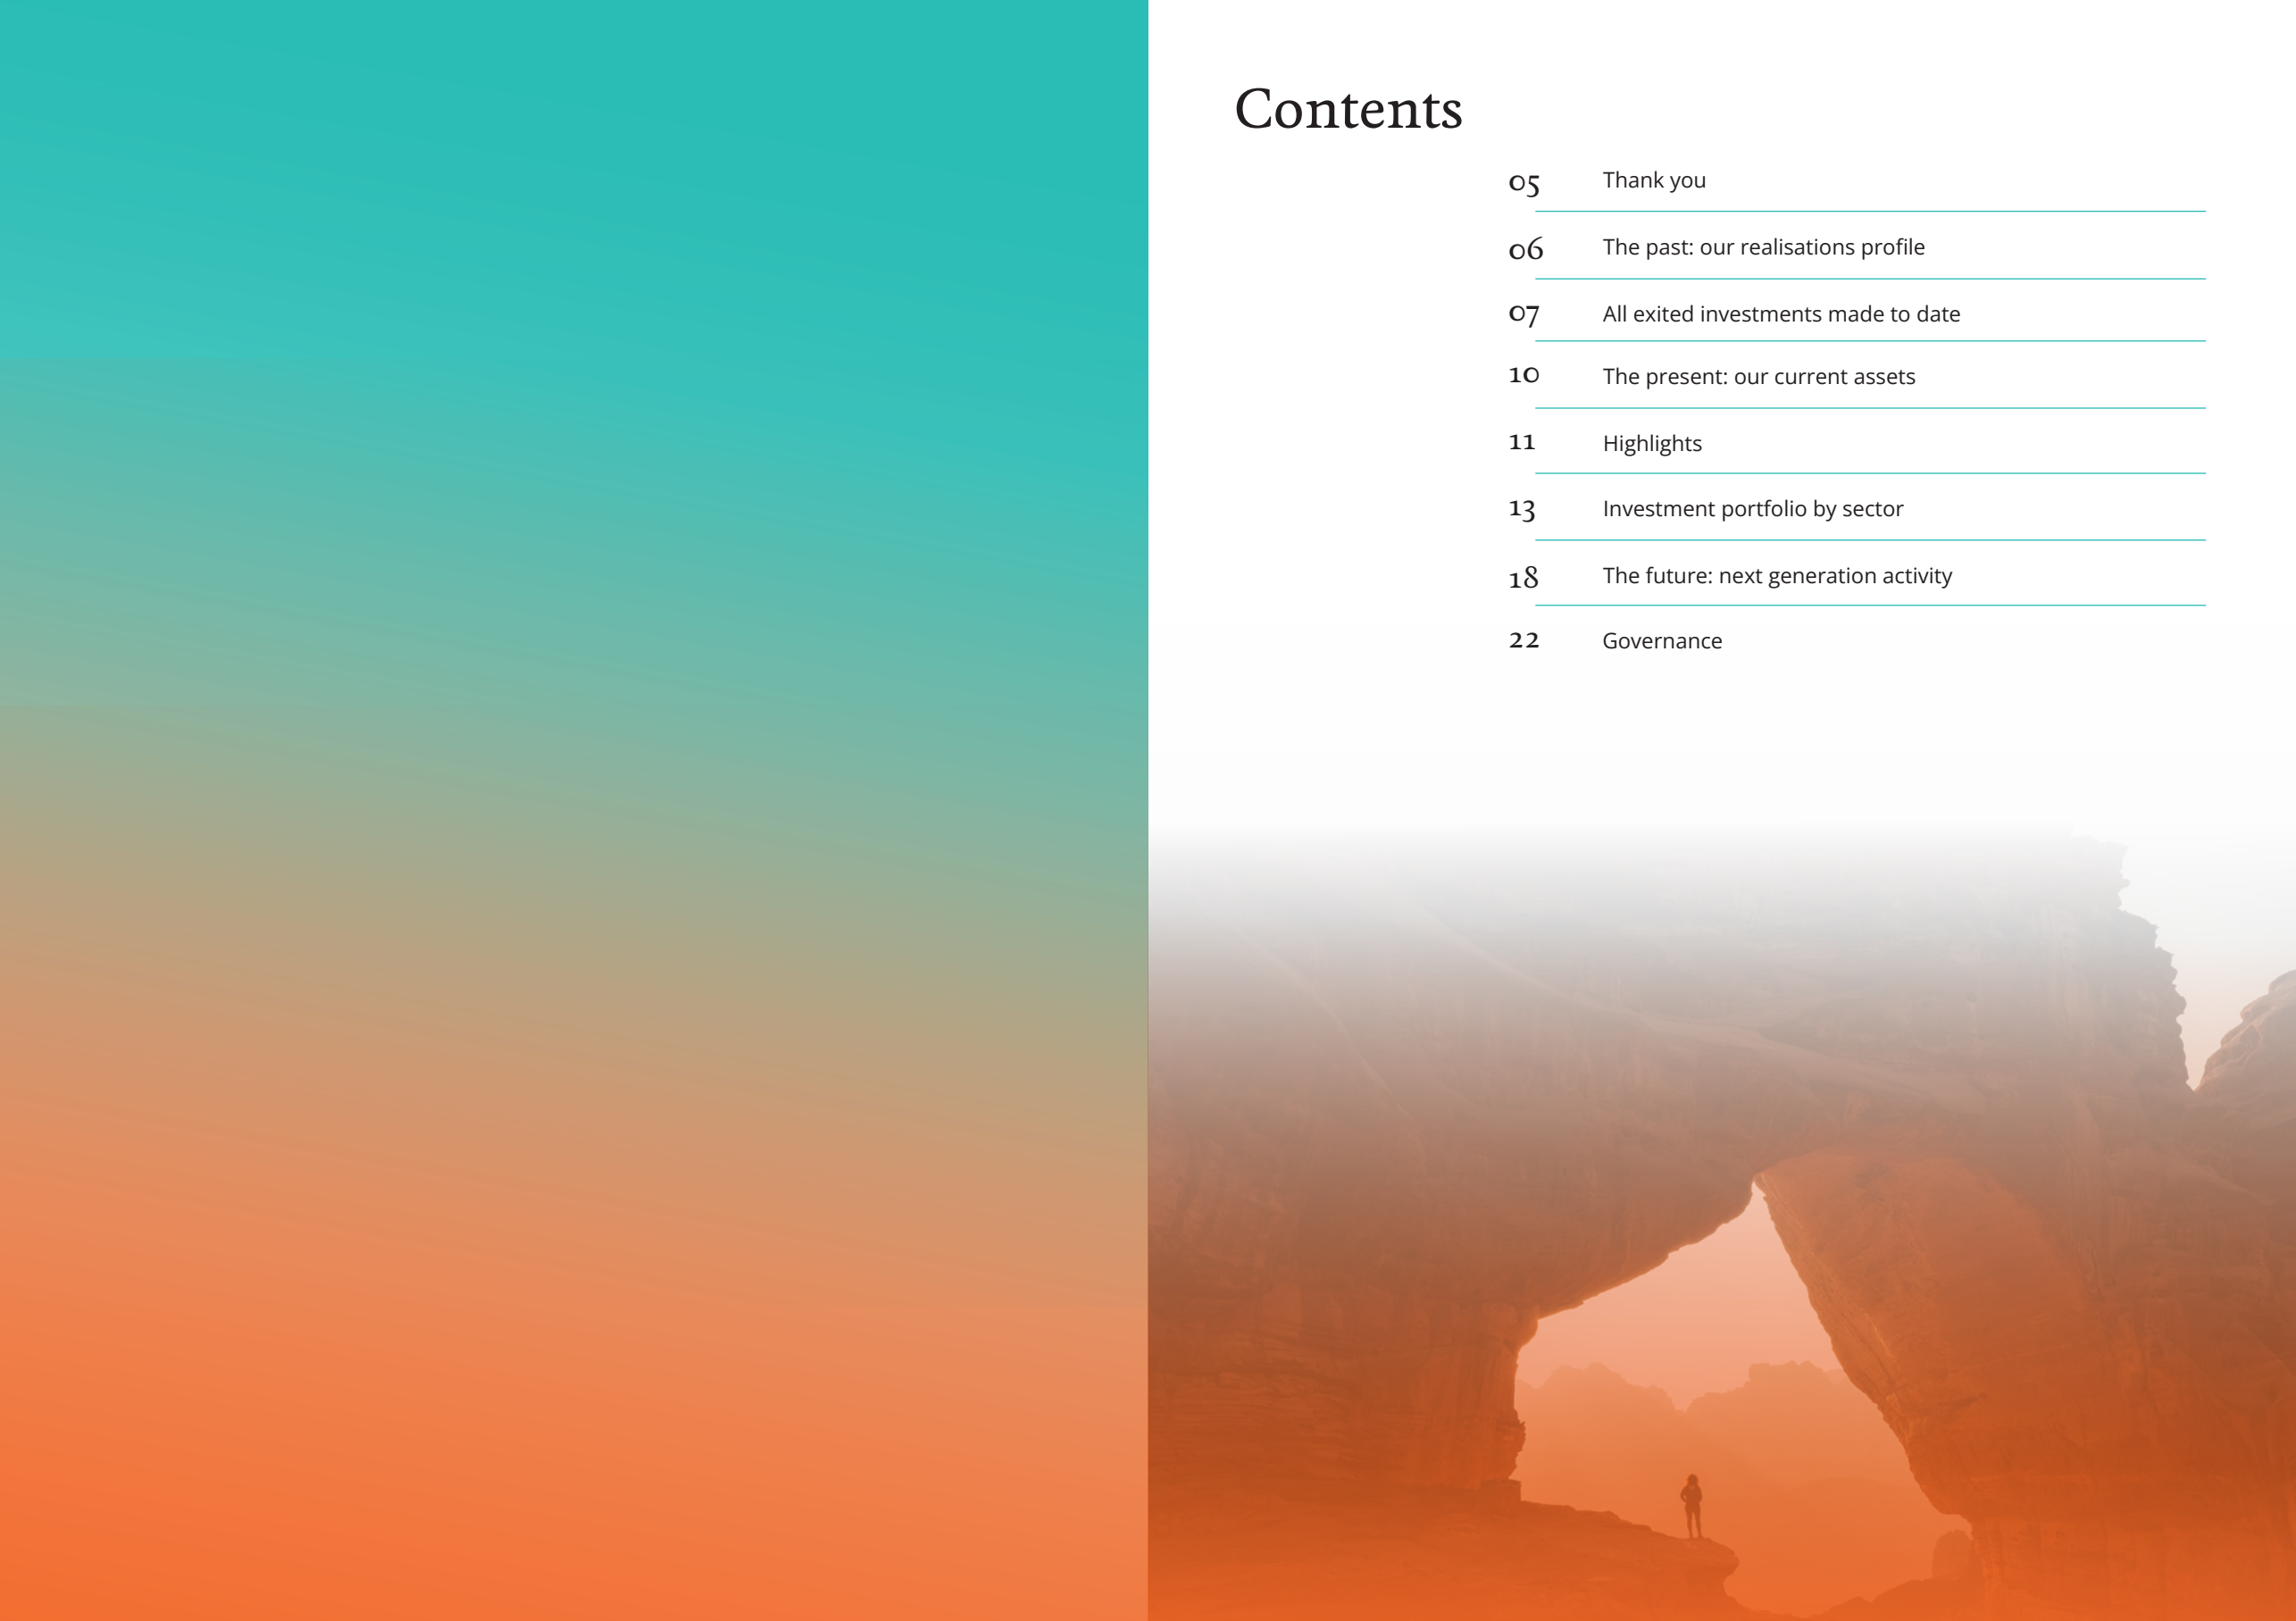 Contents
05 Thank you
06 The past: our realisations profile
07 All exited investments made to date
10 The present: our current assets
11 Highlights
13 Investment portfolio by sector
18 The future: next generation activity
22 Governance